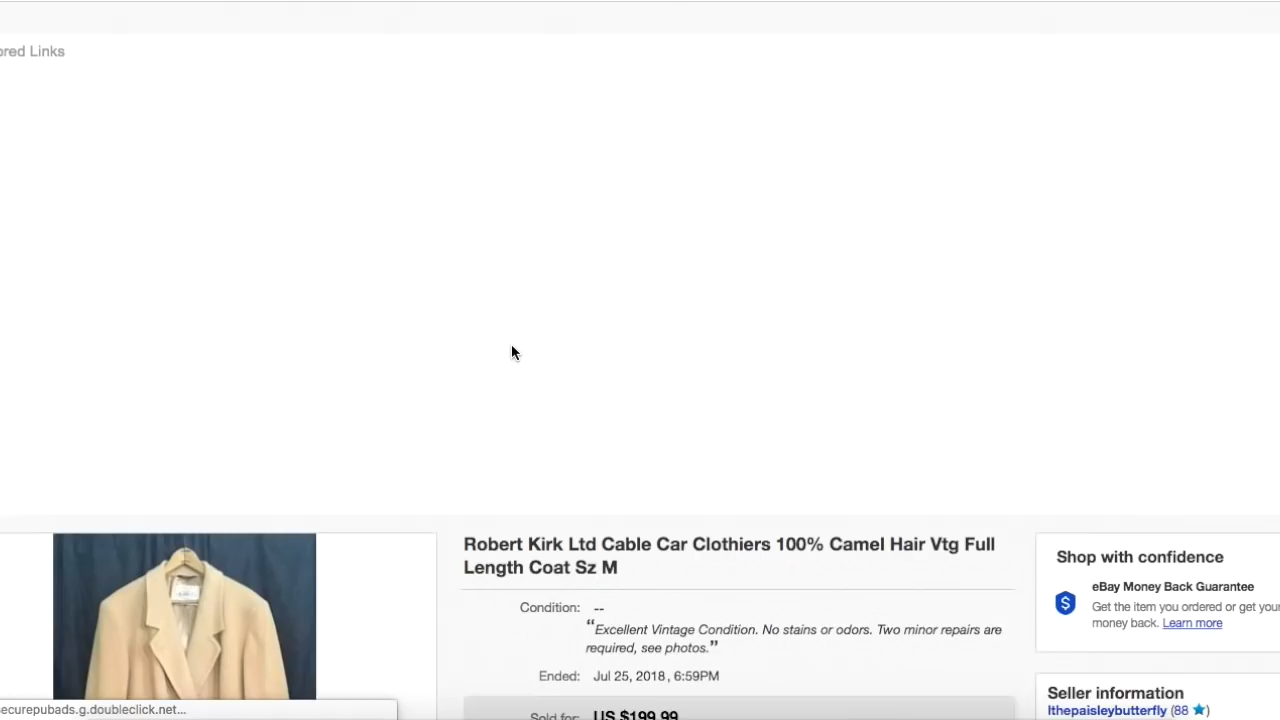 ored Links
Robert Kirk Ltd Cable Car Clothiers 100% Camel Hair Vtg Full
Length Coat Sz M
Condition: --
“Excellent Vintage Condition. No stains or odors. Two minor repairs are
required, see photos.”
Ended: Jul 25, 2018 , 6:59PM
Sold for: US $199.99
Shop with confidence
eBay Money Back Guarantee
Get the item you ordered or get your
money back. Learn more
Seller information
lthepaisleybutterfly (88 ★)
securepubads.g.doubleclick.net...